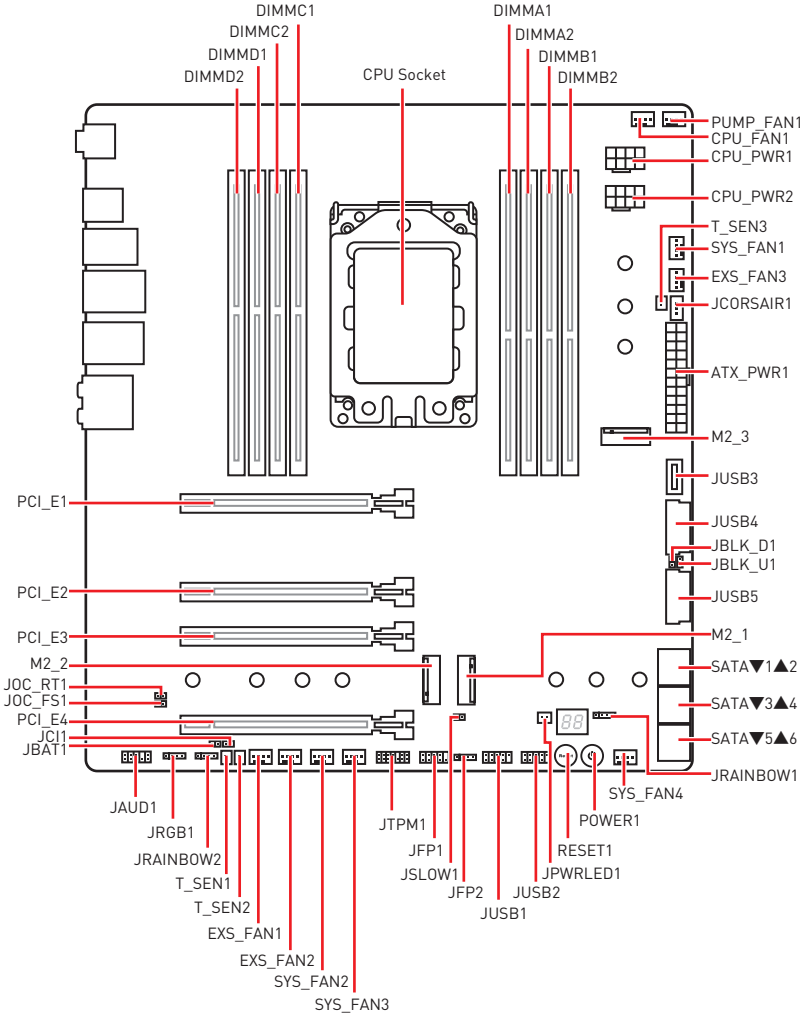 DIMMC1
DIMMC2
DIMMD1
DIMMD2
CPU Socket
DIMMA1
DIMMA2
DIMMB1
DIMMB2
PUMP_FAN1
CPU_FAN1
CPU_PWR1
CPU_PWR2
T_SEN3
SYS_FAN1
EXS_FAN3
JCORSAIR1
ATX_PWR1
M2_3
JUSB3
JUSB4
JBLK_D1
JBLK_U1
JUSB5
M2_1
SATA▼1▲2
SATA▼3▲4
SATA▼5▲6
JRAINBOW1
PCI_E1
PCI_E2
PCI_E3
M2_2
JOC_RT1
JOC_FS1
PCI_E4
JCI1
JBAT1
88
JAUD1
JRGB1
JRAINBOW2
T_SEN1
T_SEN2
EXS_FAN1
EXS_FAN2
SYS_FAN2
SYS_FAN3
JTPM1
JFP1
JSLOW1
JFP2
JUSB1
JUSB2
JPWRLED1
RESET1
POWER1
SYS_FAN4